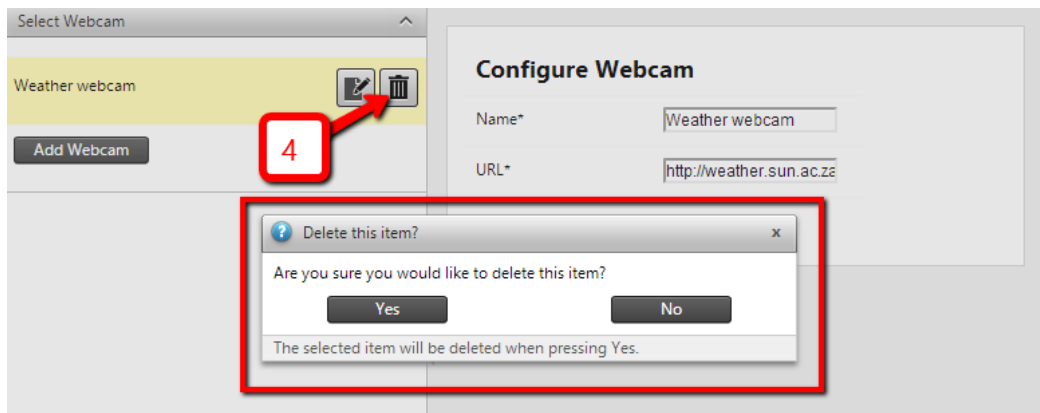 Select Webcam
Weather webcam
4
Add Webcam
Configure Webcam
Name* Weather webcam
URL* http://weather.sun.ac.za
Delete this item? x
Are you sure you would like to delete this item?
Yes No
The selected item will be deleted when pressing Yes.